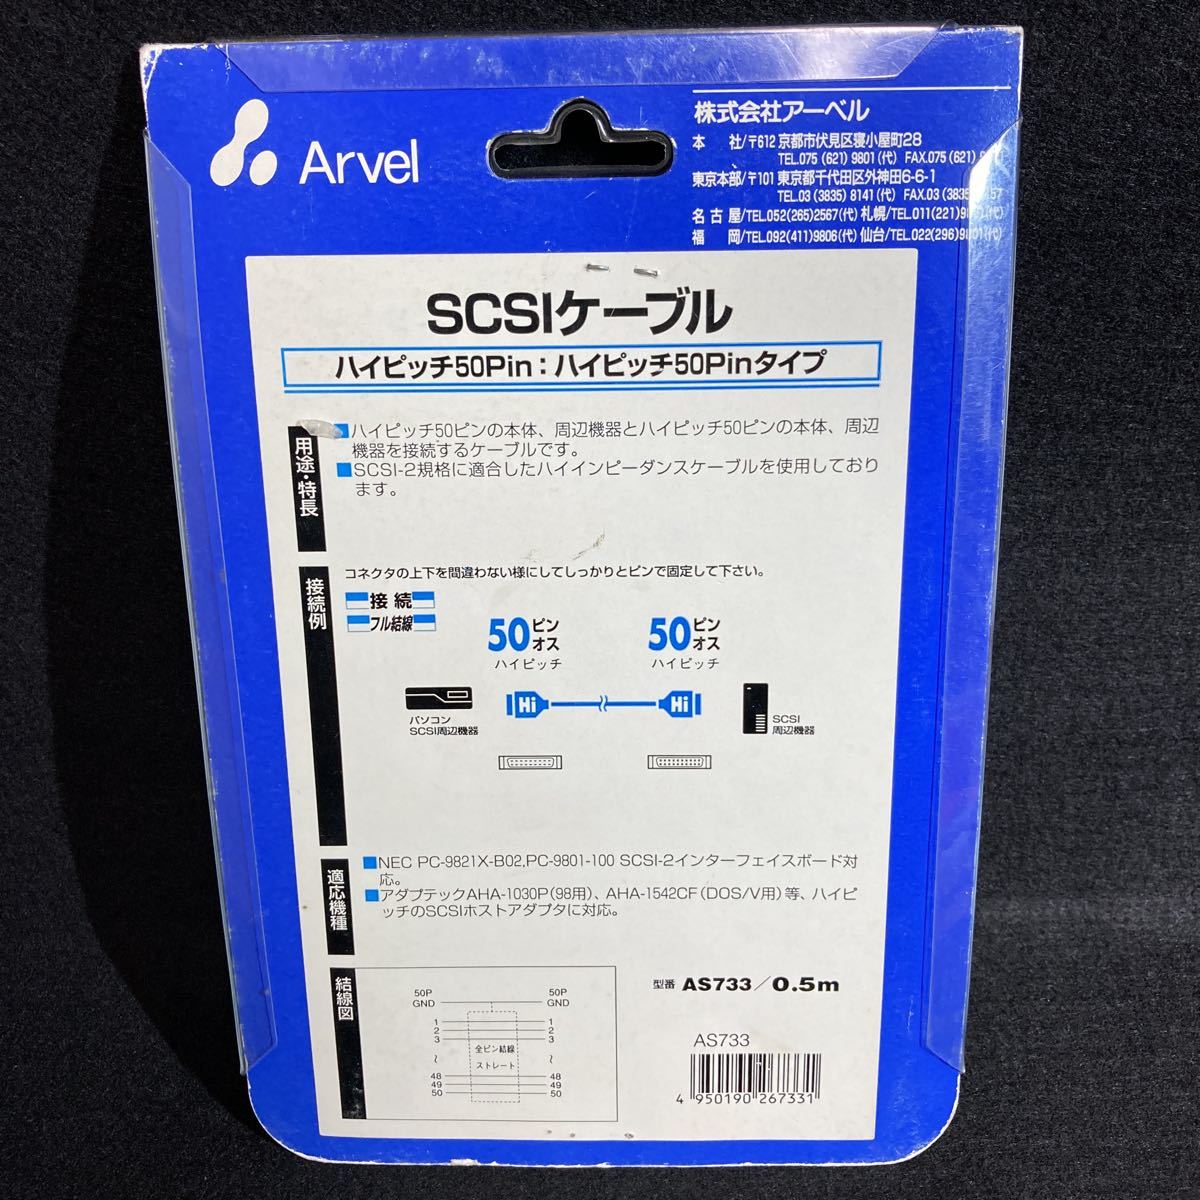 Arvel
株式会社アーベル
本 社/〒612 京都市伏見区寝小屋町28
TEL.075 (621) 9801(代) FAX.075 (621)
東京本部/〒101 東京都千代田区外神田6-6-1
TEL.03 (3835) 8141(代) FAX.03 (3835)
名古屋/TEL.052(265)2567(代) 札幌/TEL.011(221)
福 岡/TEL.092(411)9806(代) 仙台/TEL.022(296)
SCSIケーブル
ハイピッチ50Pin:ハイピッチ50Pinタイプ
用途・特長
■ハイピッチ50ピンの本体、周辺機器とハイピッチ50ピンの本体、周辺
機器を接続するケーブルです。
■SCSI-2規格に適合したハイインピーダンスケーブルを使用しており
ます。
接続例
コネクタの上下を間違わない様にしてしっかりとピンで固定して下さい。
接続
フル結線
50ピンオス 50ピンオス
ハイピッチ ハイピッチ
Hi Hi
パソコン
SCSI周辺機器
SCSI
周辺機器
適応機種
■NEC PC-9821X-B02,PC-9801-100 SCSI-2インターフェイスボード対
応。
■アダプテックAHA-1030P(98用)、AHA-1542CF(DOS/V用)等、ハイピ
ッチのSCSIホストアダプタに対応。
結線図
50P 50P
GND GND
1 1
2 2
3 3
全ピン結線
~ ~
ストレート
48 48
49 49
50 50
型番 AS733/0.5m
AS733
4 950190 267331